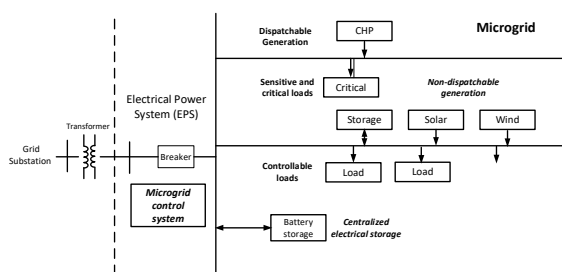 Dispatchable
Generation
CHP
Microgrid
Sensitive and
critical loads
Critical
Non-dispatchable
generation
Electrical Power
System (EPS)
Transformer
Grid
Substation
Breaker
Storage
Solar
Wind
Controllable
loads
Load
Load
Microgrid
control
system
Battery
storage
Centralized
electrical storage